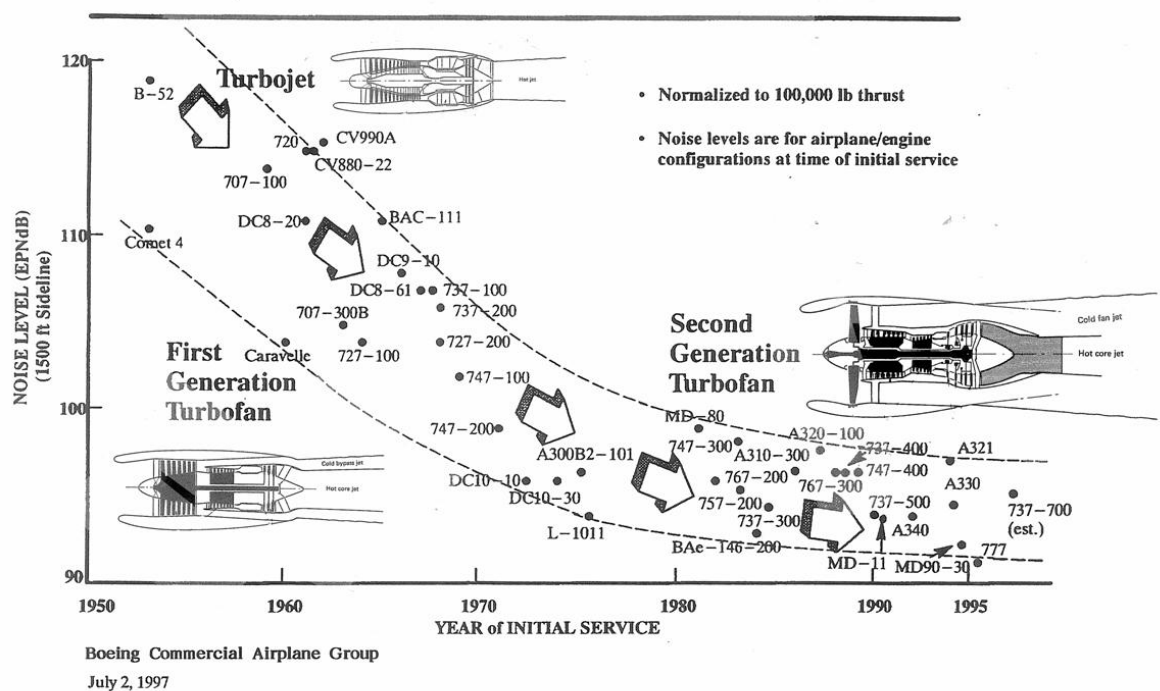 120
Turbojet
Hot jet
B-52
• Normalized to 100,000 lb thrust
720
CV990A
• Noise levels are for airplane/engine
configurations at time of initial service
CV880-22
707-100
DC8-20
BAC-111
110
Comet 4
DC9-10
DC8-61
737-100
707-300B
737-200
Caravelle
727-100
727-200
NOISE LEVEL (EPNdB)
(1500 ft Sideline)
First
Generation
Turbofan
Second
Generation
Turbofan
Cold fan jet
Hot core jet
747-100
100
747-200
MD-80
747-300
A320-100
737-400
A321
A300B2-101
A310-300
747-400
Cold bypass jet
Hot core jet
DC10-10
DC10-30
767-200
767-300
A330
757-200
737-500
737-700
(est.)
L-1011
737-300
A340
BAe-146-200
MD-11
MD90-30
777
90
1950
1960
1970
1980
1990
1995
YEAR of INITIAL SERVICE
Boeing Commercial Airplane Group
July 2, 1997